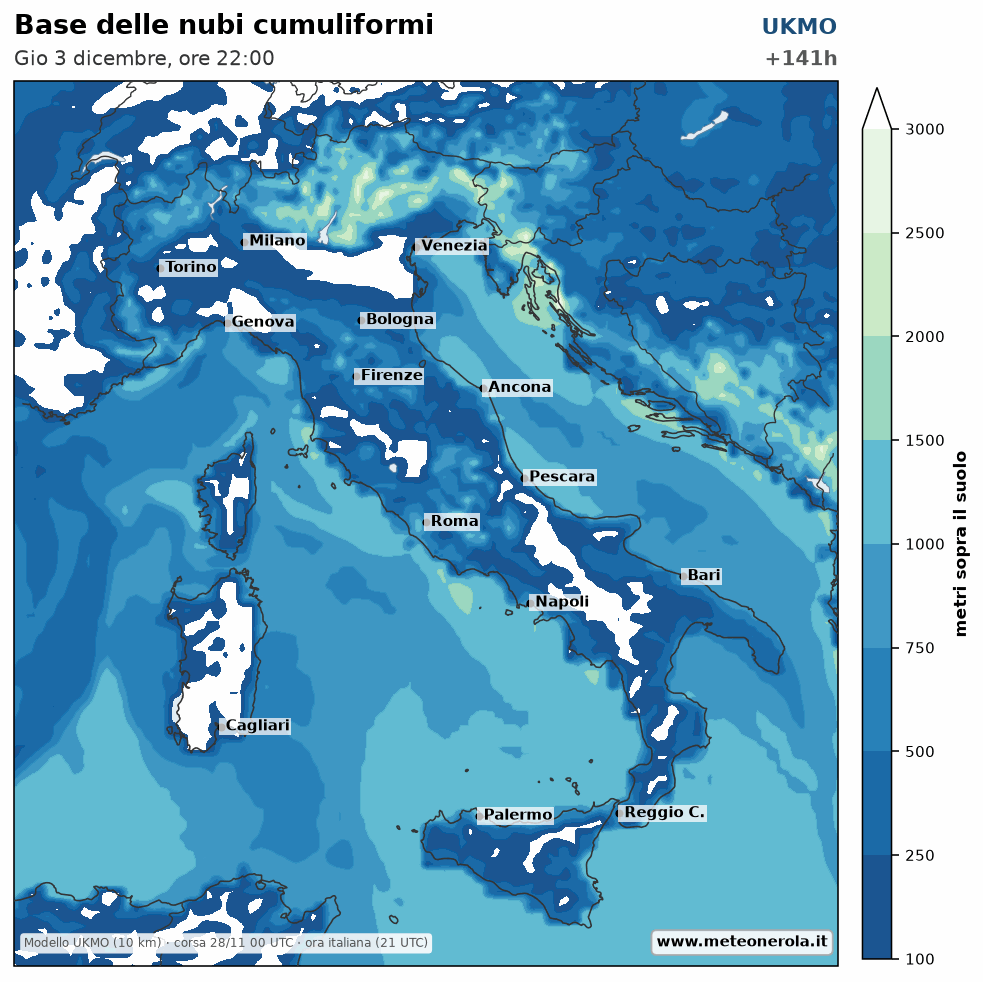 Base delle nubi cumuliformi
UKMO
Gio 3 dicembre, ore 22:00
+141h
3000
2500
2000
1500
1000
750
500
250
100
metri sopra il suolo
Milano
Venezia
Torino
Genova
Bologna
Firenze
Ancona
Pescara
Roma
Bari
Napoli
Cagliari
Palermo
Reggio C.
Modello UKMO (10 km) · corsa 28/11 00 UTC · ora italiana (21 UTC)
www.meteonerola.it